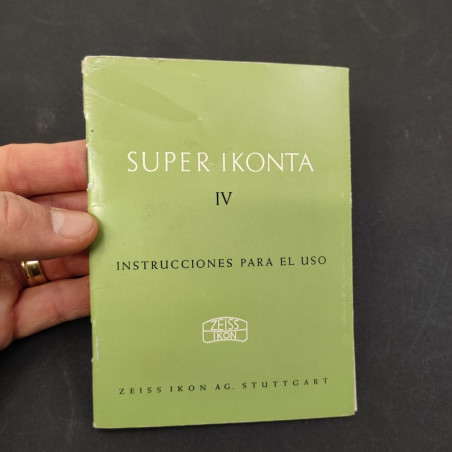 SUPER IKONTA
IV
INSTRUCCIONES PARA EL USO
ZEISS
IKON
ZEISS IKON AG. STUTTGART